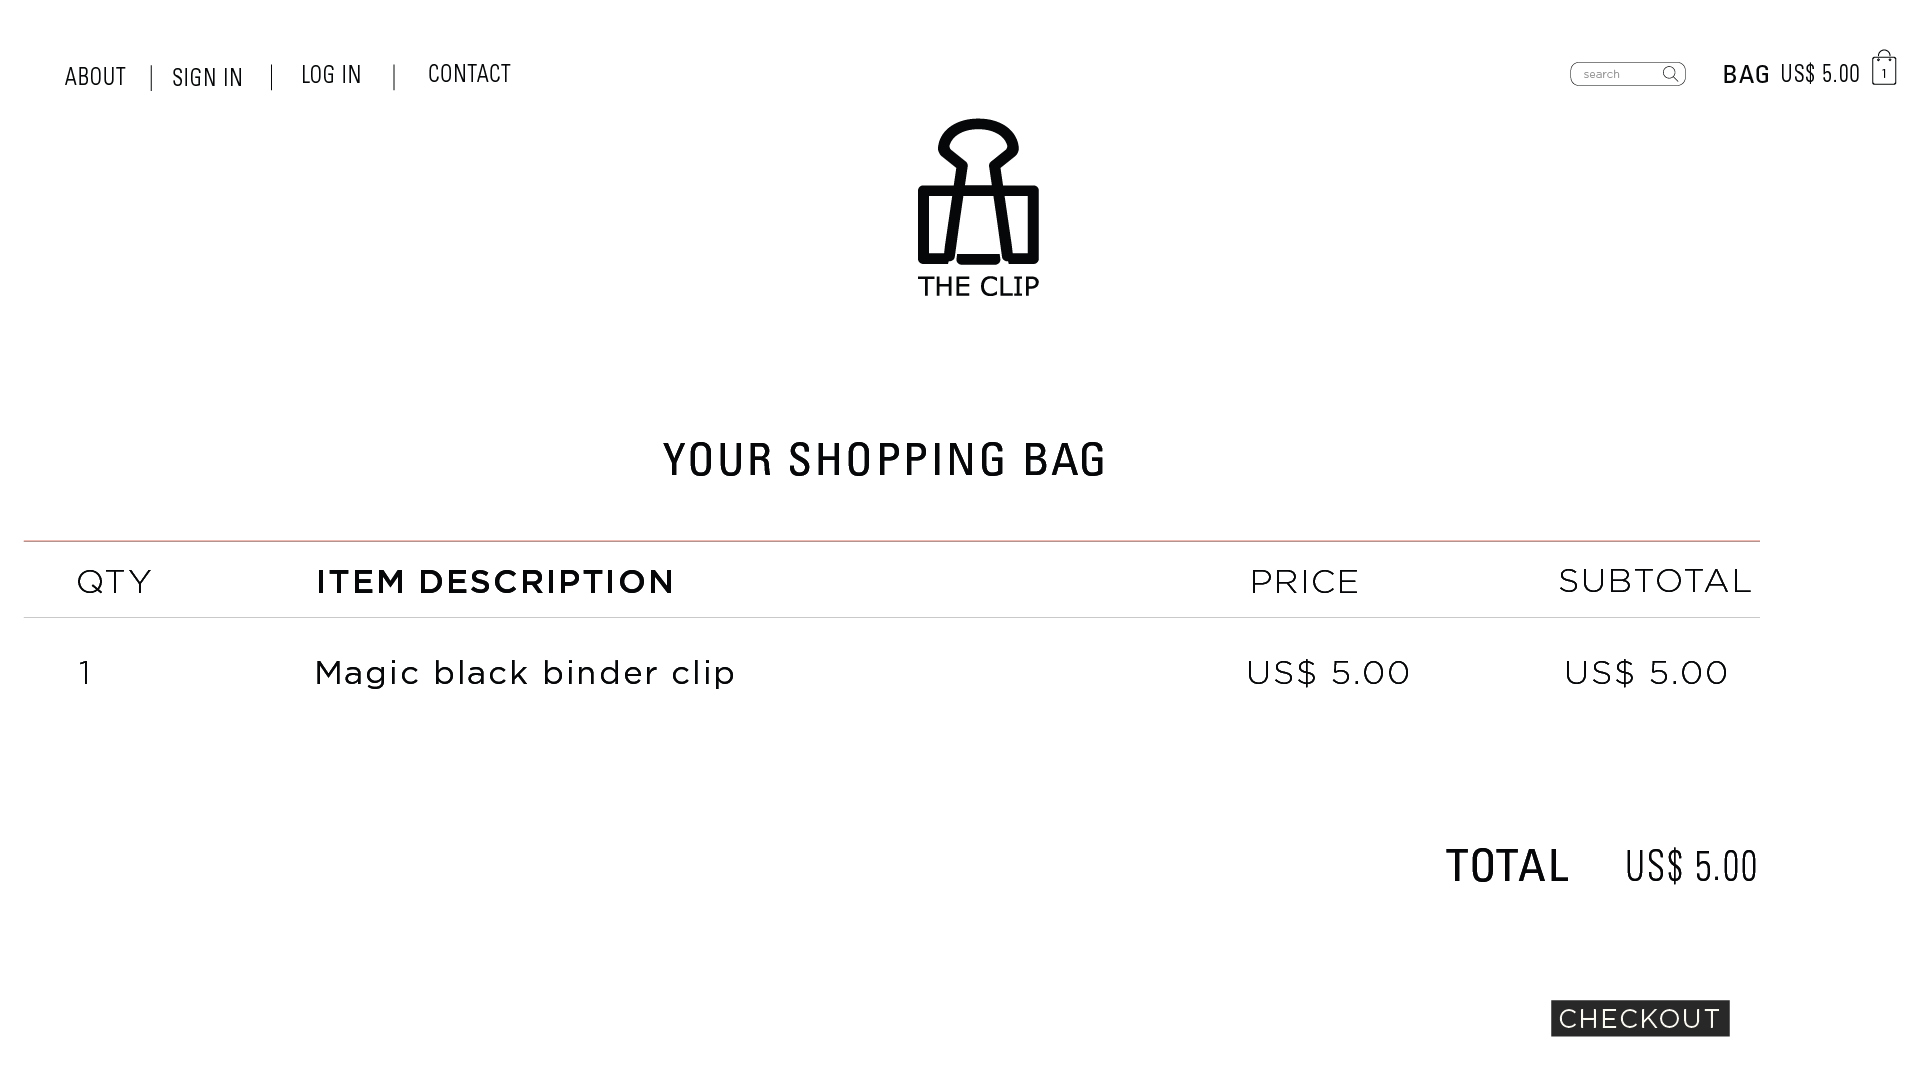 ABOUT | SIGN IN | LOG IN | CONTACT
search
BAG US$ 5.00 1
THE CLIP
YOUR SHOPPING BAG
QTY ITEM DESCRIPTION PRICE SUBTOTAL
1 Magic black binder clip US$ 5.00 US$ 5.00
TOTAL US$ 5.00
CHECKOUT